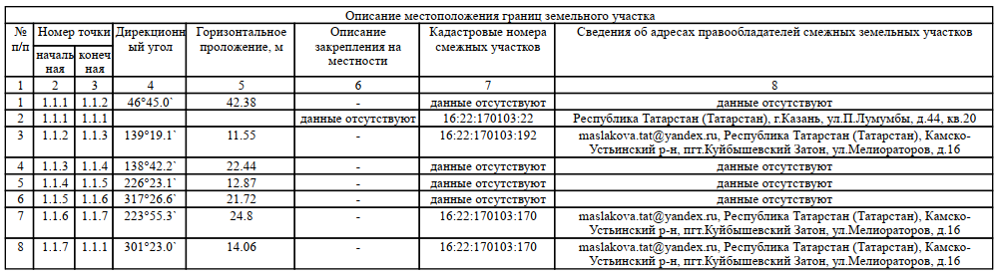 Описание местоположения границ земельного участка
№ п/п Номер точки Дирекционн ый угол Горизонтальное проложение, м Описание закрепления на местности Кадастровые номера смежных участков Сведения об адресах правообладателей смежных земельных участков
началь ная конеч ная
1 2 3 4 5 6 7 8
1 1.1.1 1.1.2 46°45.0` 42.38 - данные отсутствуют данные отсутствуют
2 1.1.1 1.1.1 данные отсутствуют 16:22:170103:22 Республика Татарстан (Татарстан), г.Казань, ул.П.Лумумбы, д.44, кв.20
3 1.1.2 1.1.3 139°19.1` 11.55 - 16:22:170103:192 maslakova.tat@yandex.ru, Республика Татарстан (Татарстан), Камско-
Устьинский р-н, пгт.Куйбышевский Затон, ул.Мелиораторов, д.16
4 1.1.3 1.1.4 138°42.2` 22.44 - данные отсутствуют данные отсутствуют
5 1.1.4 1.1.5 226°23.1` 12.87 - данные отсутствуют данные отсутствуют
6 1.1.5 1.1.6 317°26.6` 21.72 - данные отсутствуют данные отсутствуют
7 1.1.6 1.1.7 223°55.3` 24.8 - 16:22:170103:170 maslakova.tat@yandex.ru, Республика Татарстан (Татарстан), Камско-
Устьинский р-н, пгт.Куйбышевский Затон, ул.Мелиораторов, д.16
8 1.1.7 1.1.1 301°23.0` 14.06 - 16:22:170103:170 maslakova.tat@yandex.ru, Республика Татарстан (Татарстан), Камско-
Устьинский р-н, пгт.Куйбышевский Затон, ул.Мелиораторов, д.16